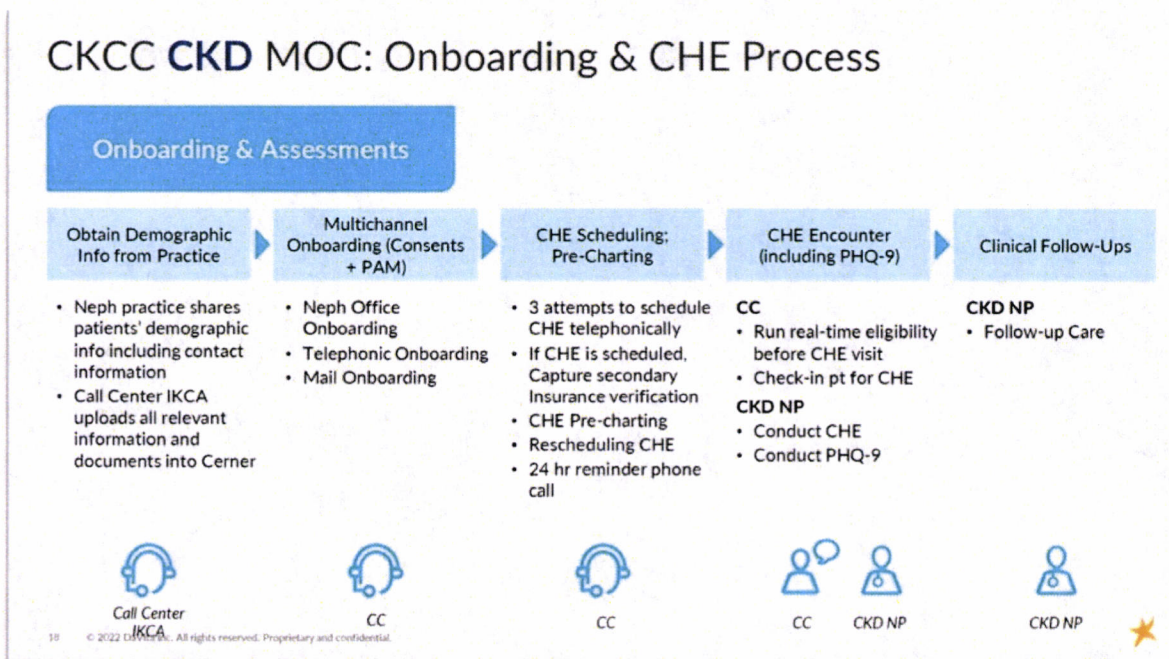 CKCC CKD MOC: Onboarding & CHE Process
Onboarding & Assessments
Obtain Demographic
Info from Practice
• Neph practice shares
patients' demographic
info including contact
information
• Call Center IKCA
uploads all relevant
information and
documents into Cerner
Call Center
IKCA
Multichannel
Onboarding (Consents
+ PAM)
• Neph Office
Onboarding
• Telephonic Onboarding
• Mail Onboarding
CC
CHE Scheduling;
Pre-Charting
• 3 attempts to schedule
CHE telephonically
• If CHE is scheduled,
Capture secondary
Insurance verification
• CHE Pre-charting
• Rescheduling CHE
• 24 hr reminder phone
call
CC
CHE Encounter
(including PHQ-9)
CC
• Run real-time eligibility
before CHE visit
• Check-in pt for CHE
CKD NP
• Conduct CHE
• Conduct PHQ-9
CC
CKD NP
Clinical Follow-Ups
CKD NP
• Follow-up Care
CKD NP
18 © 2022 Inc. All rights reserved. Proprietary and confidential.